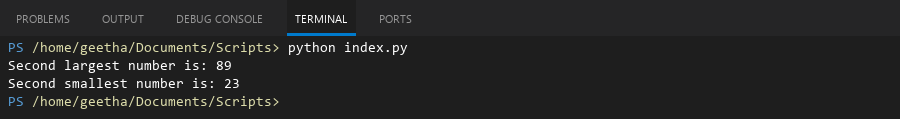 PROBLEMS OUTPUT DEBUG CONSOLE TERMINAL PORTS
PS /home/geetha/Documents/Scripts> python index.py
Second largest number is: 89
Second smallest number is: 23
PS /home/geetha/Documents/Scripts>